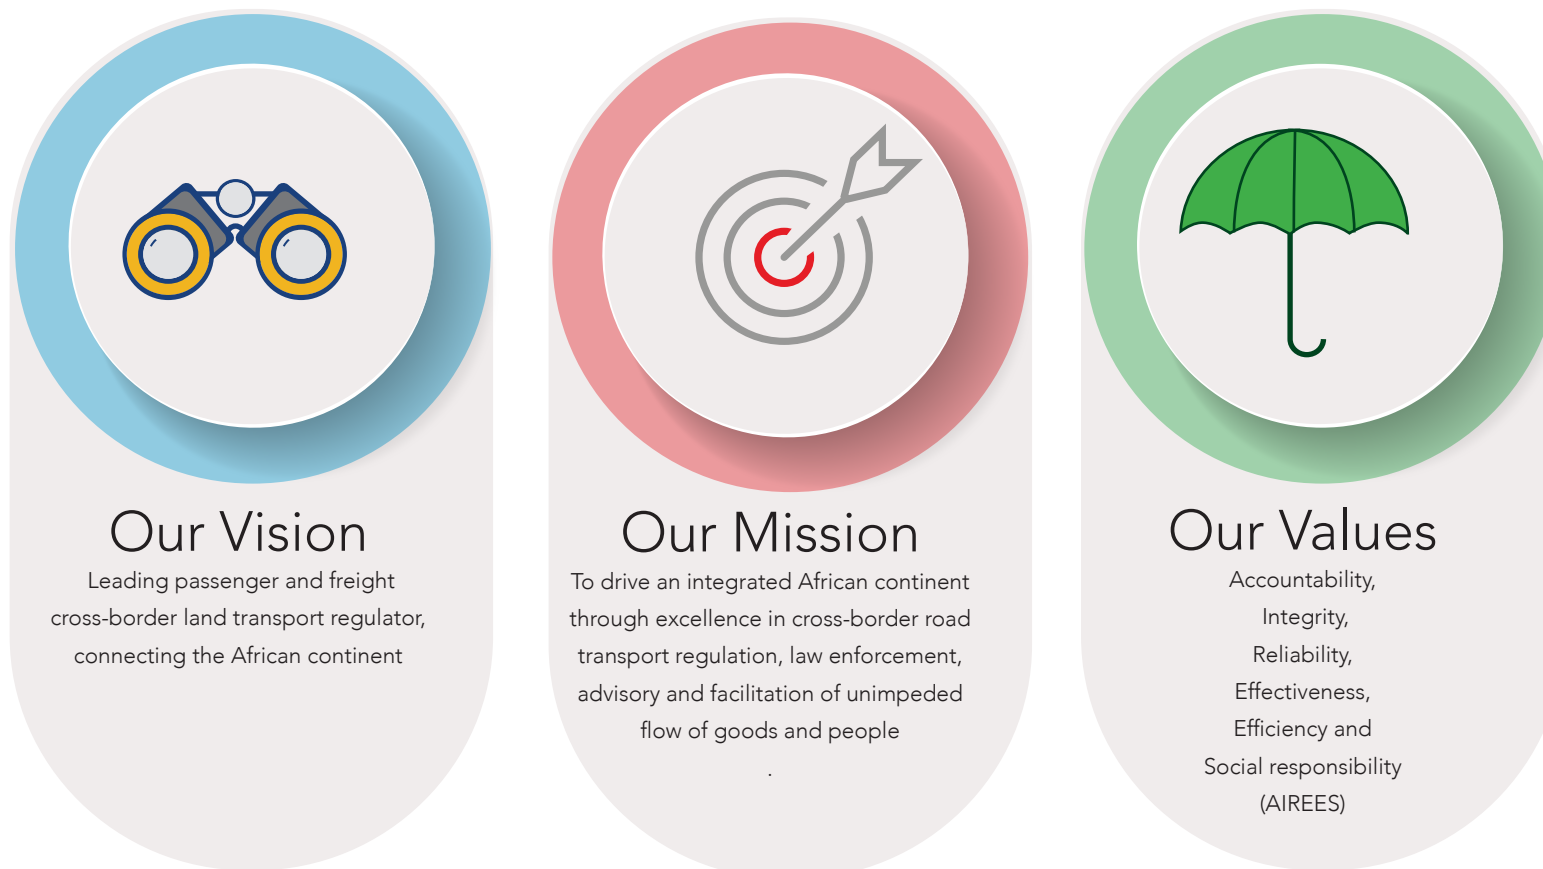 Our Vision
Leading passenger and freight
cross-border land transport regulator,
connecting the African continent
Our Mission
To drive an integrated African continent
through excellence in cross-border road
transport regulation, law enforcement,
advisory and facilitation of unimpeded
flow of goods and people
.
Our Values
Accountability,
Integrity,
Reliability,
Effectiveness,
Efficiency and
Social responsibility
(AIREES)